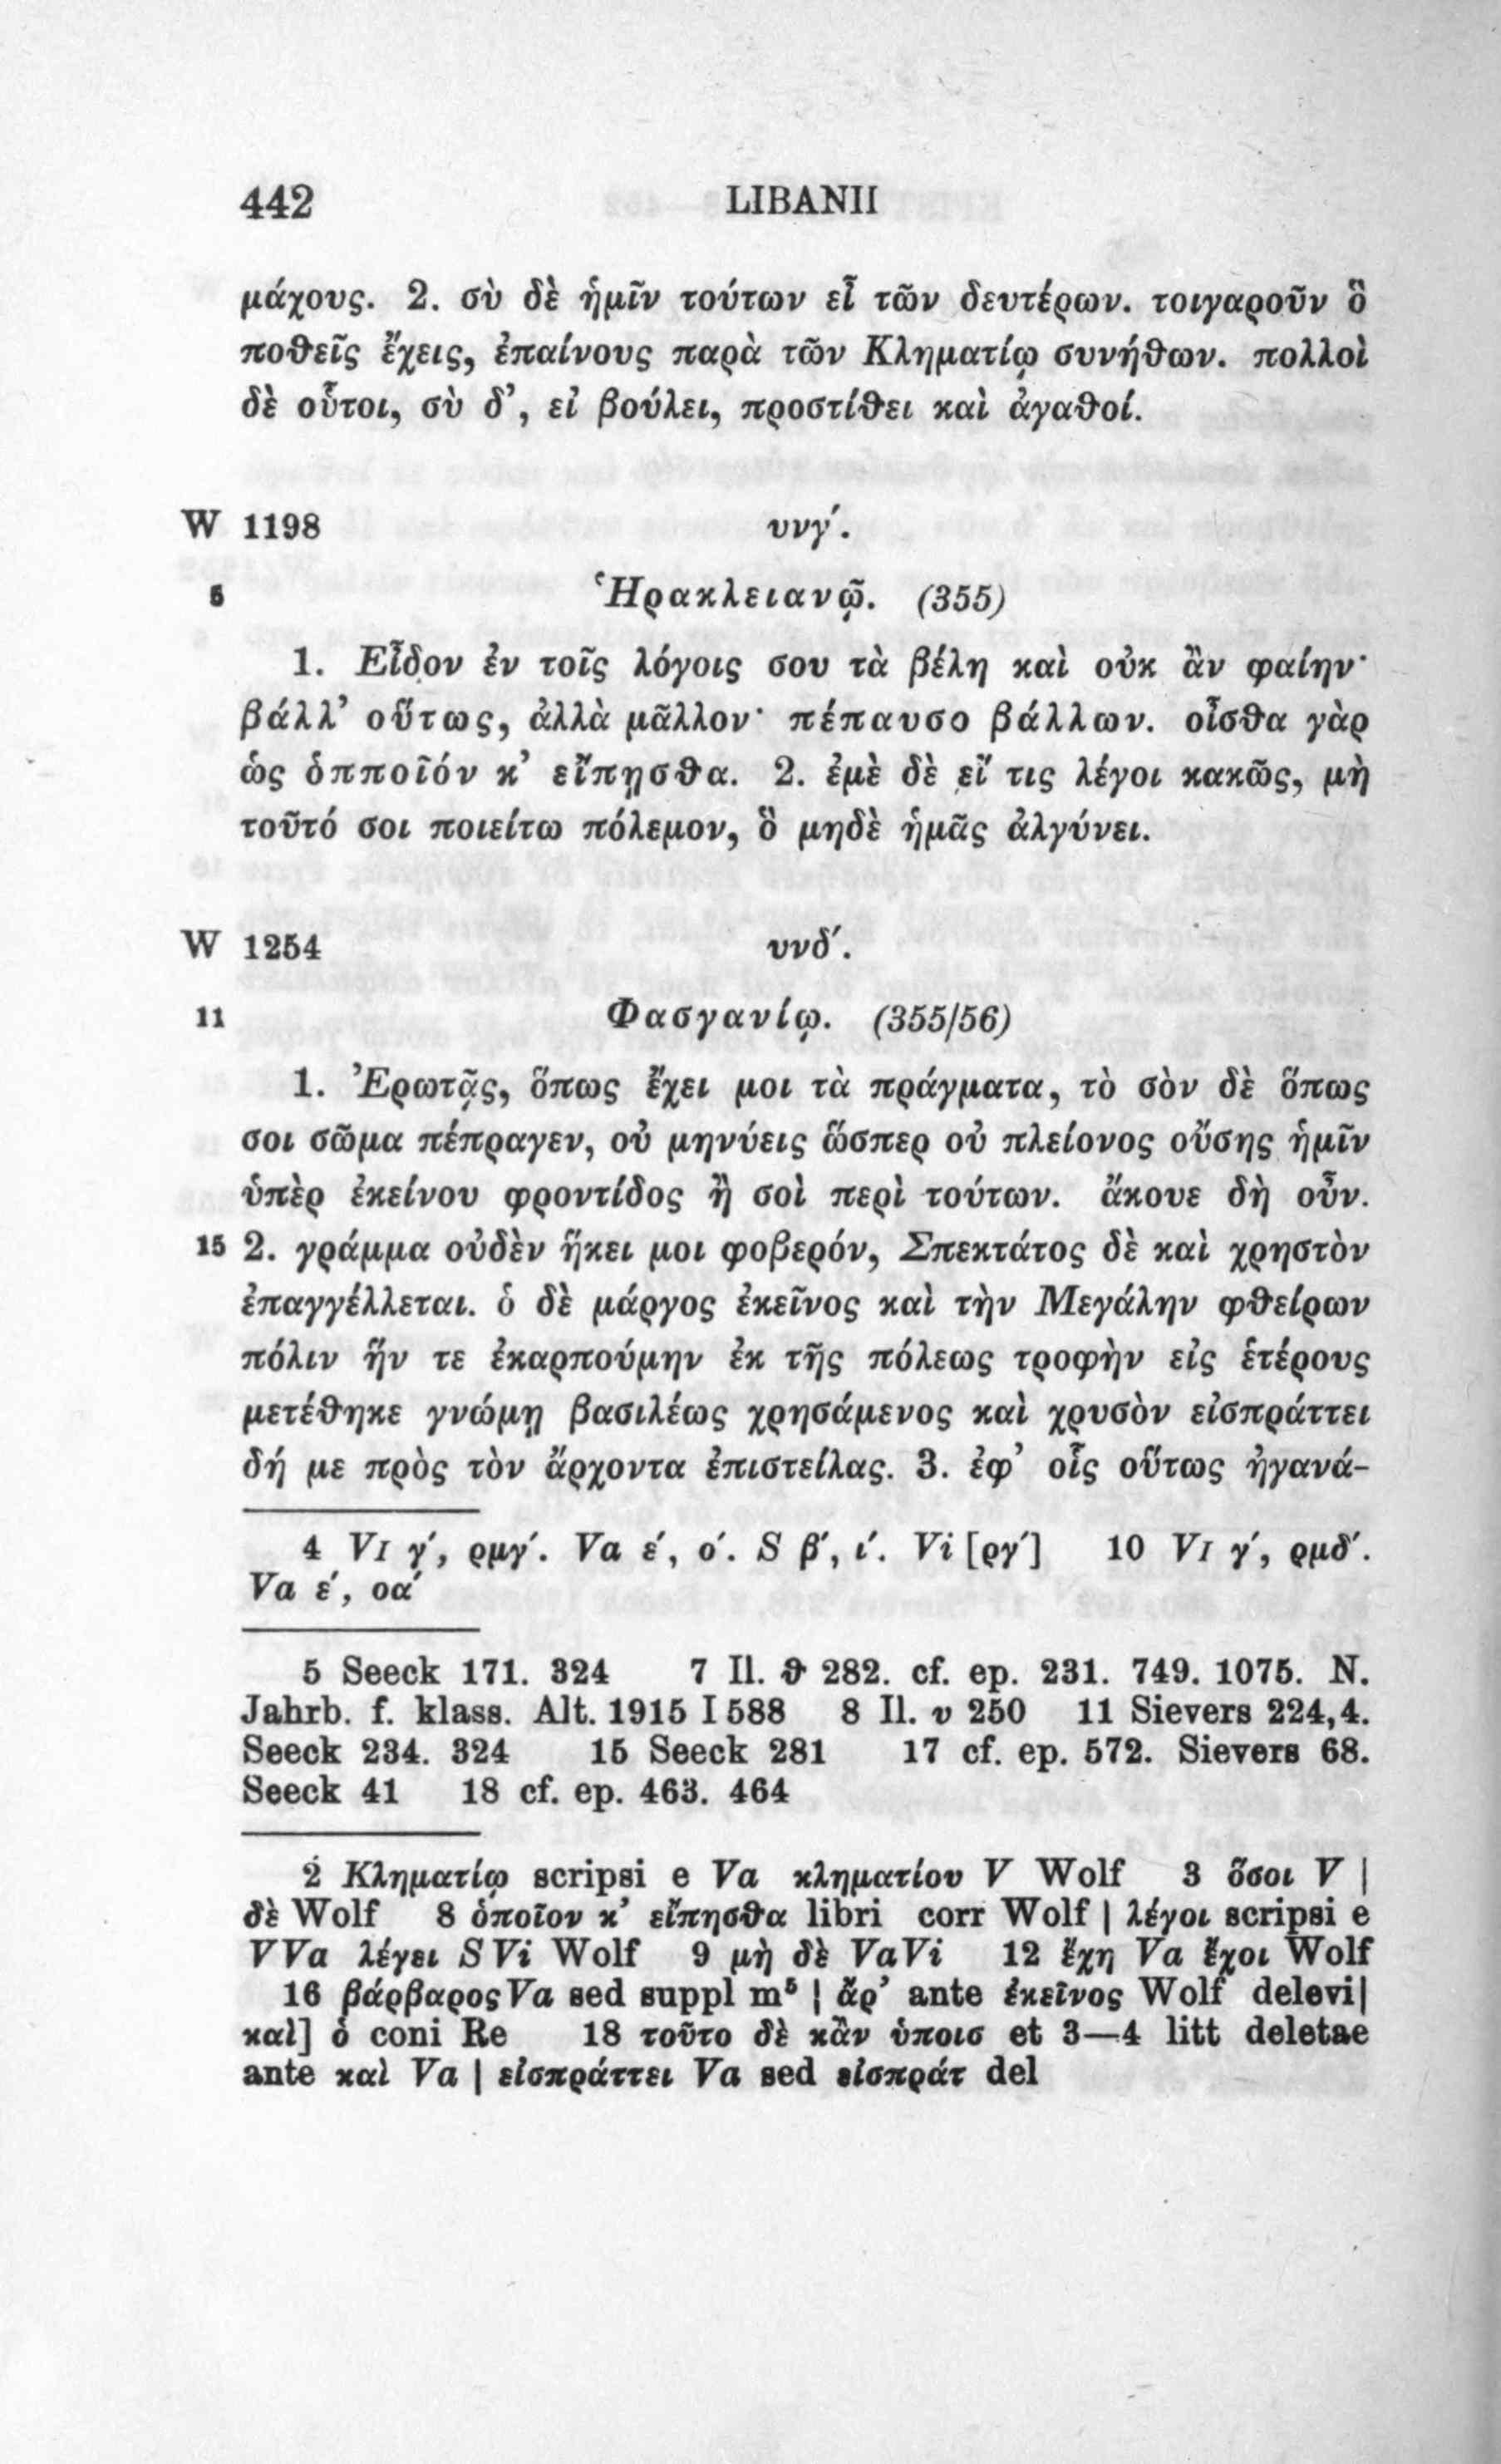 442 LIBANII
μάχους. 2. σὺ δὲ ἡμῖν τούτων εἶ τῶν δευτέρων. τοιγαροῦν ὃ
ποθεῖς ἔχεις, ἐπαίνους παρὰ τῶν Κληματίῳ συνήθων. πολλοὶ
δὲ οὗτοι, σὺ δ’, εἰ βούλει, προστίθει καὶ ἀγαθοί.
W 1198 υνγ′.
5 Ἡρακλειανῷ. (355)
1. Εἶδον ἐν τοῖς λόγοις σου τὰ βέλη καὶ οὐκ ἂν φαίην·
βάλλ’ οὕτως, ἀλλὰ μᾶλλον· πέπαυσο βάλλων. οἶσθα γὰρ
ὡς ὁπποῖόν κ’ εἴπῃσθα. 2. ἐμὲ δὲ εἴ τις λέγοι κακῶς, μὴ
τοῦτό σοι ποιείτω πόλεμον, ὃ μηδὲ ἡμᾶς ἀλγύνει.
W 1254 υνδ′.
11 Φασγανίῳ. (355/56)
1. Ἐρωτᾷς, ὅπως ἔχει μοι τὰ πράγματα, τὸ σὸν δὲ ὅπως
σοι σῶμα πέπραγεν, οὐ μηνύεις ὥσπερ οὐ πλείονος οὔσης ἡμῖν
ὑπὲρ ἐκείνου φροντίδος ἢ σοὶ περὶ τούτων. ἄκουε δὴ οὖν.
15 2. γράμμα οὐδὲν ἥκει μοι φοβερόν, Σπεκτάτος δὲ καὶ χρηστὸν
ἐπαγγέλλεται. ὁ δὲ μάργος ἐκεῖνος καὶ τὴν Μεγάλην φθείρων
πόλιν ἥν τε ἐκαρπούμην ἐκ τῆς πόλεως τροφὴν εἰς ἑτέρους
μετέθηκε γνώμῃ βασιλέως χρησάμενος καὶ χρυσὸν εἰσπράττει
δή με πρὸς τὸν ἄρχοντα ἐπιστείλας. 3. ἐφ’ οἷς οὕτως ἠγανά-
4 VI γ′, ρμγ′. Va ε′, ο′. S β′, ι′. Vi [ργ′] 10 VI γ′, ρμδ′.
Va ε′, οα′
5 Seeck 171. 324 7 Il. θ 282. cf. ep. 231. 749. 1075. N.
Jahrb. f. klass. Alt. 1915 I 588 8 Il. υ 250 11 Sievers 224,4.
Seeck 234. 324 15 Seeck 281 17 cf. ep. 572. Sievers 68.
Seeck 41 18 cf. ep. 463. 464
2 Κληματίῳ scripsi e Va κληματίου V Wolf 3 ὅσοι V |
δὲ Wolf 8 ὁποῖον κ’ εἴπησθα libri corr Wolf | λέγοι scripsi e
V Va λέγει S Vi Wolf 9 μὴ δὲ Va Vi 12 ἔχη Va ἔχοι Wolf
16 βάρβαρος Va sed suppl m⁵ | ἄρ’ ante ἐκεῖνος Wolf delevi |
καὶ] ὁ coni Re 18 τοῦτο δὲ κἂν ὑποισ et 3—4 litt deletae
ante καὶ Va | εἰσπράττει Va sed εἰσπράτ del